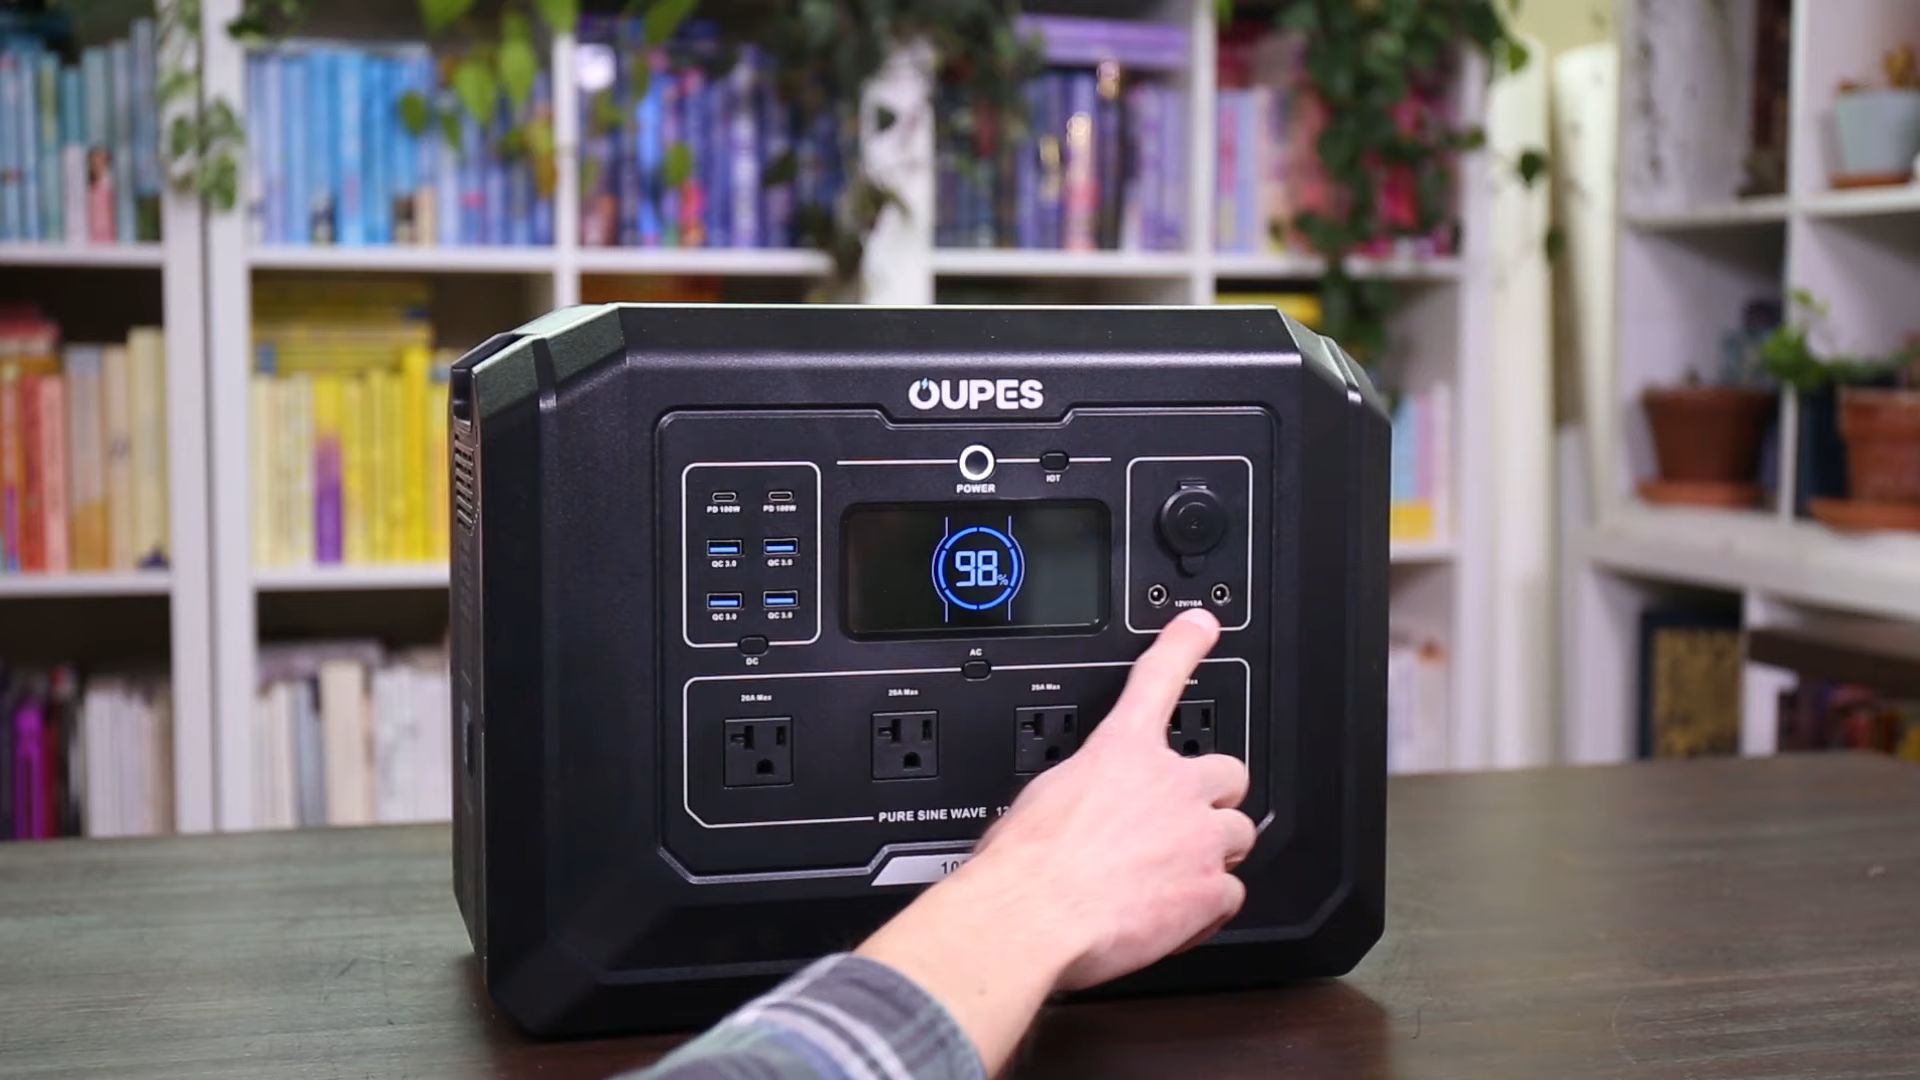 OUPES
POWER
IOT
PD 100W
PD 100W
QC 3.0
QC 3.0
QC 3.0
QC 3.0
DC
98%
12V/10A
AC
20A Max
20A Max
20A Max
Max
PURE SINE WAVE